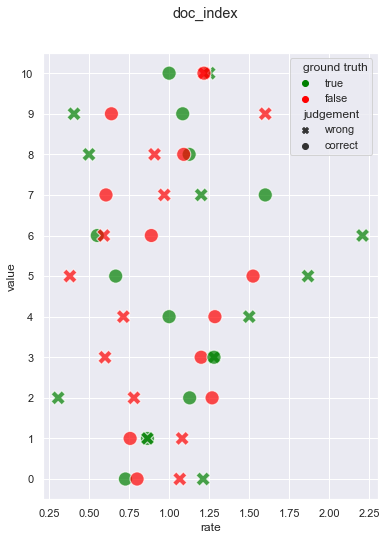 doc_index
ground truth
true
false
judgement
wrong
correct
10
9
8
7
6
5
4
3
2
1
0
value
0.25 0.50 0.75 1.00 1.25 1.50 1.75 2.00 2.25
rate